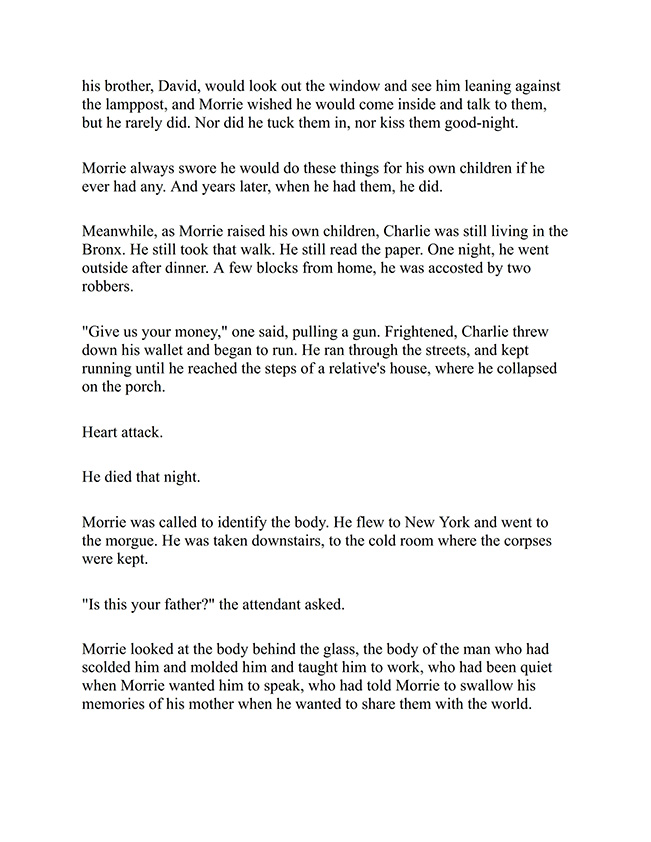 his brother, David, would look out the window and see him leaning against
the lamppost, and Morrie wished he would come inside and talk to them,
but he rarely did. Nor did he tuck them in, nor kiss them good-night.
Morrie always swore he would do these things for his own children if he
ever had any. And years later, when he had them, he did.
Meanwhile, as Morrie raised his own children, Charlie was still living in the
Bronx. He still took that walk. He still read the paper. One night, he went
outside after dinner. A few blocks from home, he was accosted by two
robbers.
"Give us your money," one said, pulling a gun. Frightened, Charlie threw
down his wallet and began to run. He ran through the streets, and kept
running until he reached the steps of a relative's house, where he collapsed
on the porch.
Heart attack.
He died that night.
Morrie was called to identify the body. He flew to New York and went to
the morgue. He was taken downstairs, to the cold room where the corpses
were kept.
"Is this your father?" the attendant asked.
Morrie looked at the body behind the glass, the body of the man who had
scolded him and molded him and taught him to work, who had been quiet
when Morrie wanted him to speak, who had told Morrie to swallow his
memories of his mother when he wanted to share them with the world.